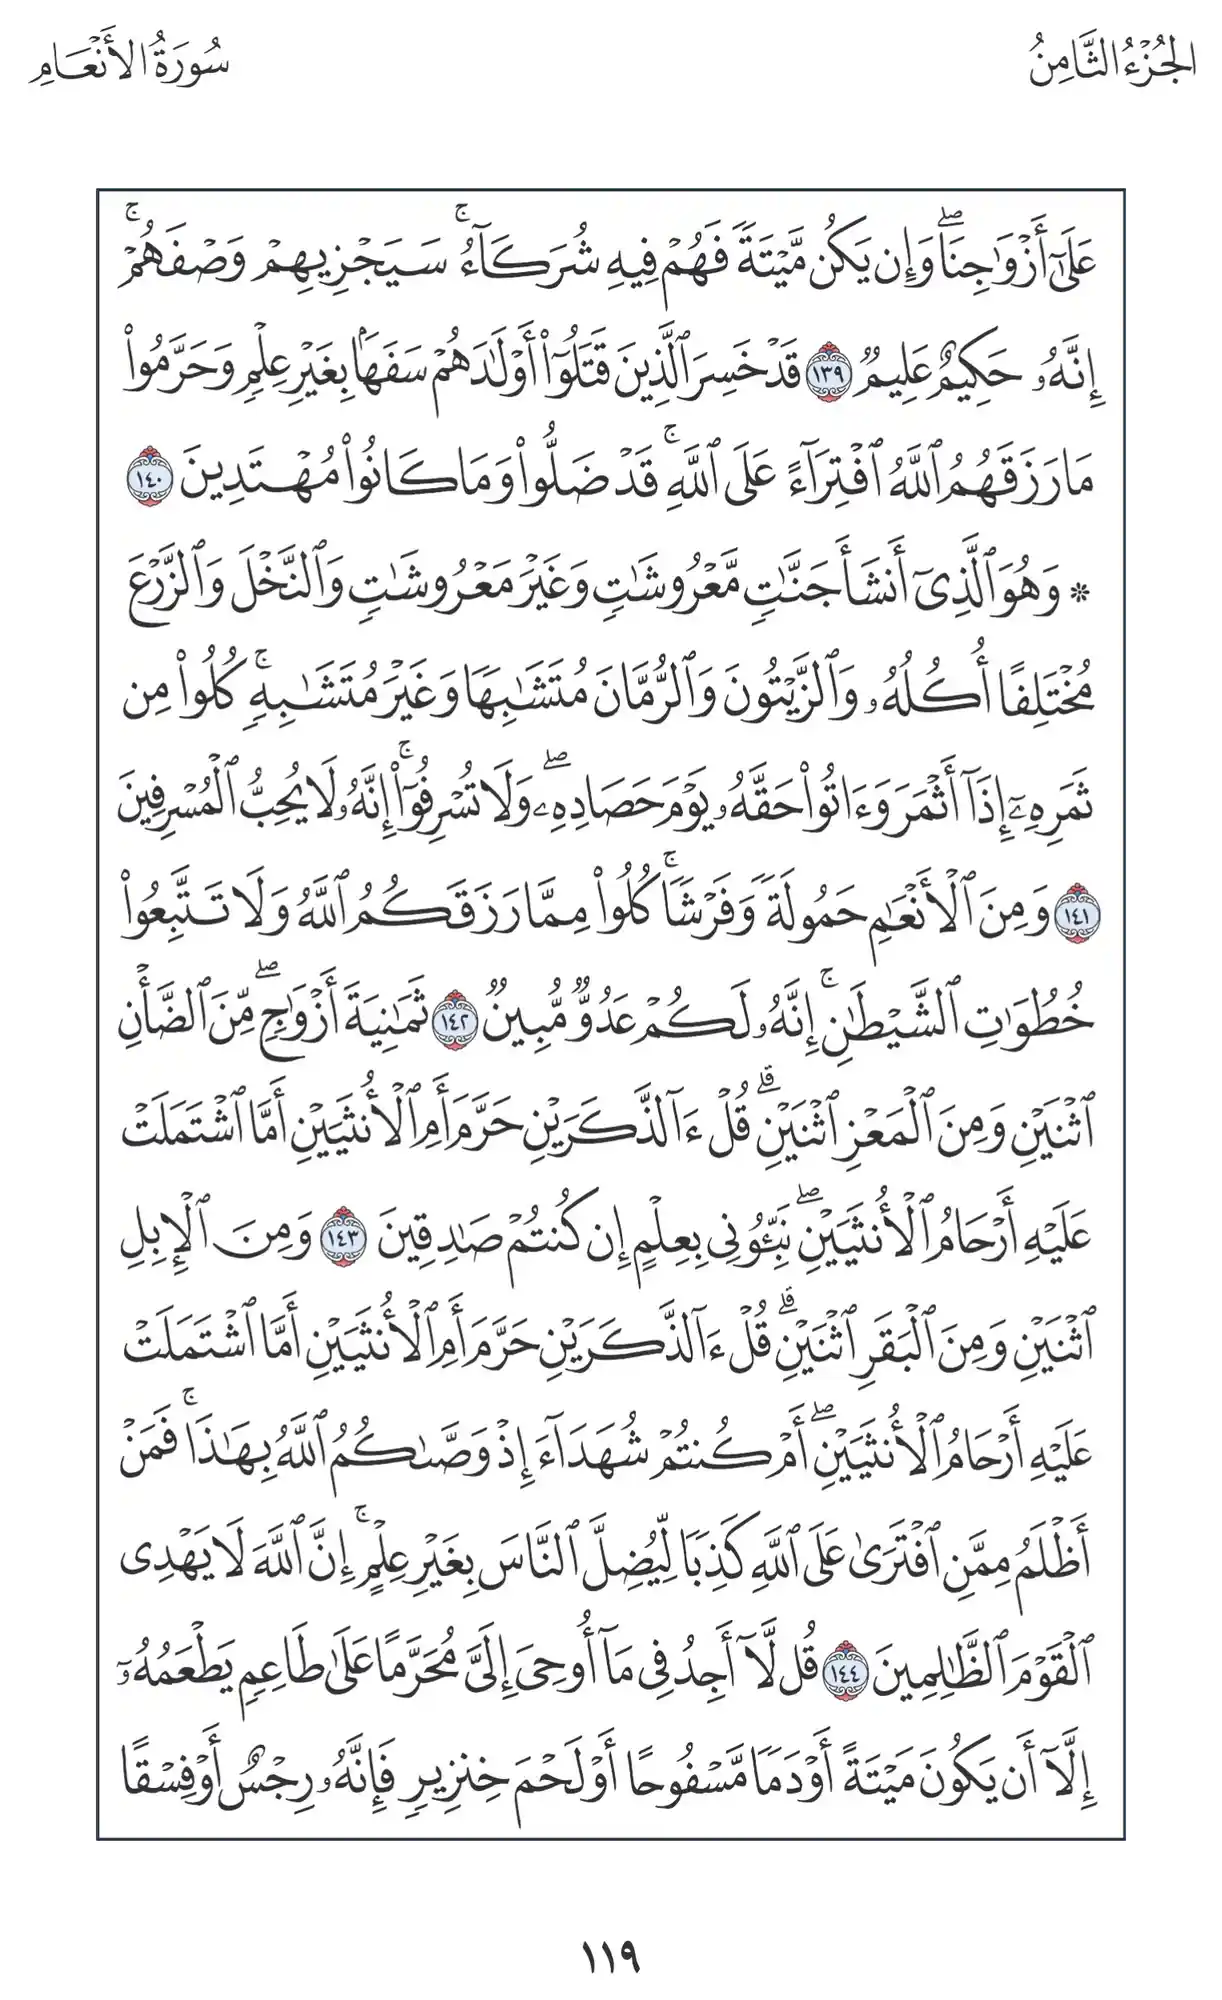 الجُزْءُ الثَّامِنُ
سُورَةُ الأَنْعَامِ
عَلَىٰٓ أَزْوَٰجِنَاۖ وَإِن يَكُن مَّيْتَةٗ فَهُمْ فِيهِ شُرَكَآءُۚ سَيَجْزِيهِمْ وَصْفَهُمْۚ
إِنَّهُۥ حَكِيمٌ عَلِيمٞ ١٣٩ قَدْ خَسِرَ ٱلَّذِينَ قَتَلُوٓاْ أَوْلَٰدَهُمْ سَفَهَۢا بِغَيْرِ عِلْمٖ وَحَرَّمُواْ
مَا رَزَقَهُمُ ٱللَّهُ ٱفْتِرَآءً عَلَى ٱللَّهِۚ قَدْ ضَلُّواْ وَمَا كَانُواْ مُهْتَدِينَ ١٤٠
* وَهُوَ ٱلَّذِيٓ أَنشَأَ جَنَّٰتٖ مَّعْرُوشَٰتٖ وَغَيْرَ مَعْرُوشَٰتٖ وَٱلنَّخْلَ وَٱلزَّرْعَ
مُخْتَلِفًا أُكُلُهُۥ وَٱلزَّيْتُونَ وَٱلرُّمَّانَ مُتَشَٰبِهٗا وَغَيْرَ مُتَشَٰبِهٖۚ كُلُواْ مِن
ثَمَرِهِۦٓ إِذَآ أَثْمَرَ وَءَاتُواْ حَقَّهُۥ يَوْمَ حَصَادِهِۦۖ وَلَا تُسْرِفُوٓاْۚ إِنَّهُۥ لَا يُحِبُّ ٱلْمُسْرِفِينَ
١٤١ وَمِنَ ٱلْأَنْعَٰمِ حَمُولَةٗ وَفَرْشٗاۚ كُلُواْ مِمَّا رَزَقَكُمُ ٱللَّهُ وَلَا تَتَّبِعُواْ
خُطُوَٰتِ ٱلشَّيْطَٰنِۚ إِنَّهُۥ لَكُمْ عَدُوّٞ مُّبِينٞ ١٤٢ ثَمَٰنِيَةَ أَزْوَٰجٖۖ مِّنَ ٱلضَّأْنِ
ٱثْنَيْنِ وَمِنَ ٱلْمَعْزِ ٱثْنَيْنِۗ قُلْ ءَآلذَّكَرَيْنِ حَرَّمَ أَمِ ٱلْأُنثَيَيْنِ أَمَّا ٱشْتَمَلَتْ
عَلَيْهِ أَرْحَامُ ٱلْأُنثَيَيْنِۖ نَبِّـُٔونِي بِعِلْمٍ إِن كُنتُمْ صَٰدِقِينَ ١٤٣ وَمِنَ ٱلْإِبِلِ
ٱثْنَيْنِ وَمِنَ ٱلْبَقَرِ ٱثْنَيْنِۗ قُلْ ءَآلذَّكَرَيْنِ حَرَّمَ أَمِ ٱلْأُنثَيَيْنِ أَمَّا ٱشْتَمَلَتْ
عَلَيْهِ أَرْحَامُ ٱلْأُنثَيَيْنِۖ أَمْ كُنتُمْ شُهَدَآءَ إِذْ وَصَّىٰكُمُ ٱللَّهُ بِهَٰذَاۚ فَمَنْ
أَظْلَمُ مِمَّنِ ٱفْتَرَىٰ عَلَى ٱللَّهِ كَذِبٗا لِّيُضِلَّ ٱلنَّاسَ بِغَيْرِ عِلْمٍۚ إِنَّ ٱللَّهَ لَا يَهْدِي
ٱلْقَوْمَ ٱلظَّٰلِمِينَ ١٤٤ قُل لَّآ أَجِدُ فِي مَآ أُوحِيَ إِلَيَّ مُحَرَّمًا عَلَىٰ طَاعِمٖ يَطْعَمُهُۥٓ
إِلَّآ أَن يَكُونَ مَيْتَةً أَوْ دَمٗا مَّسْفُوحًا أَوْ لَحْمَ خِنزِيرٖ فَإِنَّهُۥ رِجْسٌ أَوْ فِسْقًا
١١٩